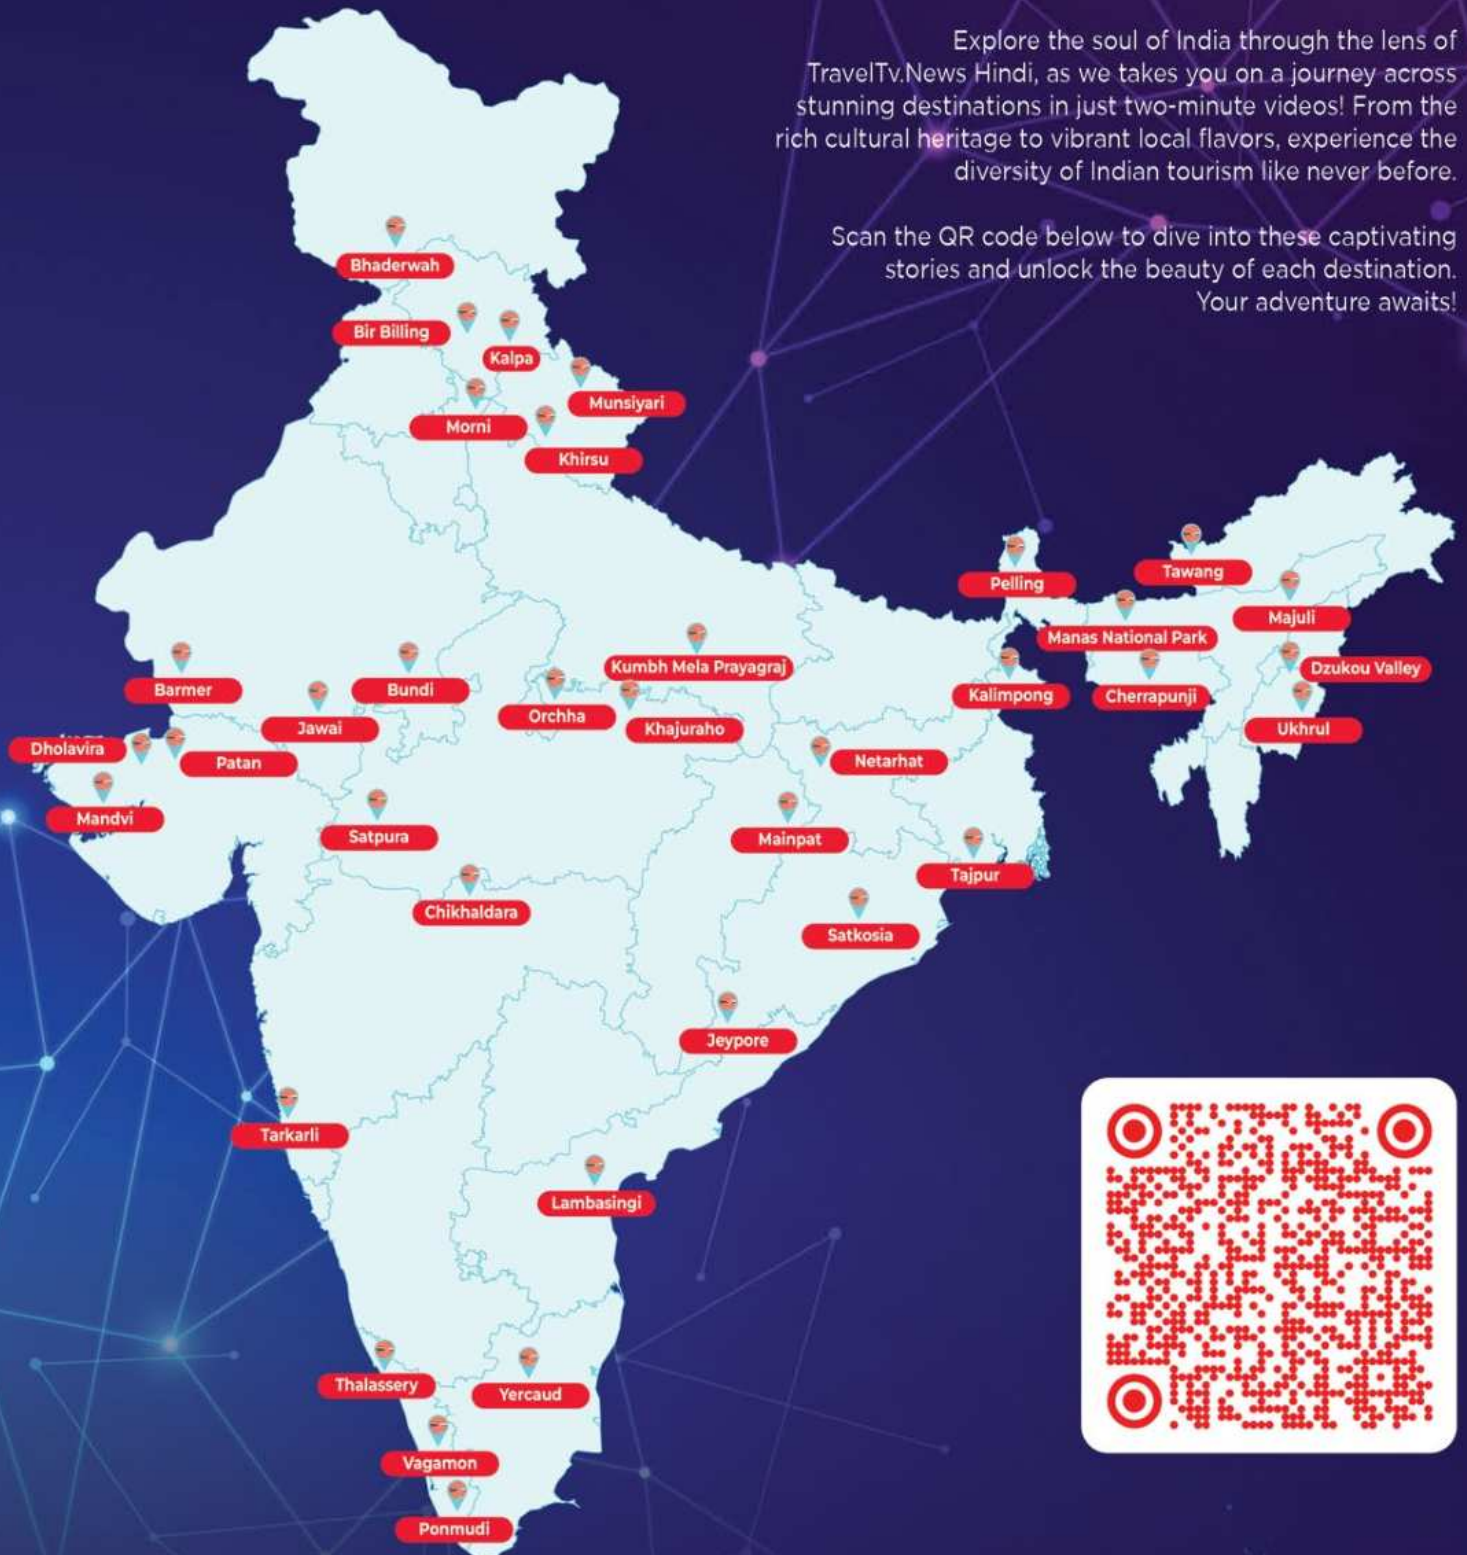 Explore the soul of India through the lens of
TravelTv.News Hindi, as we takes you on a journey across
stunning destinations in just two-minute videos! From the
rich cultural heritage to vibrant local flavors, experience the
diversity of Indian tourism like never before.
Scan the QR code below to dive into these captivating
stories and unlock the beauty of each destination.
Your adventure awaits!
Bhaderwah
Bir Billing
Kalpa
Munsiyari
Morni
Khirsu
Pelling
Tawang
Majuli
Manas National Park
Dzukou Valley
Kumbh Mela Prayagraj
Barmer
Bundi
Kalimpong
Cherrapunji
Orchha
Jawai
Khajuraho
Ukhrul
Dholavira
Patan
Netarhat
Mandvi
Satpura
Mainpat
Tajpur
Chikhaldara
Satkosia
Jeypore
Tarkarli
Lambasingi
Thalassery
Yercaud
Vagamon
Ponmudi